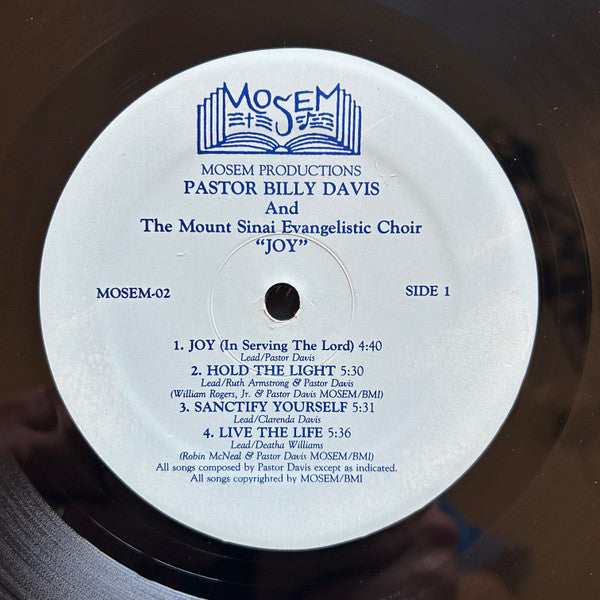 MOSEM
MOSEM PRODUCTIONS
PASTOR BILLY DAVIS
And
The Mount Sinai Evangelistic Choir
"JOY"
MOSEM-02
SIDE 1
1. JOY (In Serving The Lord) 4:40
Lead/Pastor Davis
2. HOLD THE LIGHT 5:30
Lead/Ruth Armstrong & Pastor Davis
(William Rogers, Jr. & Pastor Davis MOSEM/BMI)
3. SANCTIFY YOURSELF 5:31
Lead/Clarenda Davis
4. LIVE THE LIFE 5:36
Lead/Deatha Williams
(Robin McNeal & Pastor Davis MOSEM/BMI)
All songs composed by Pastor Davis except as indicated.
All songs copyrighted by MOSEM/BMI